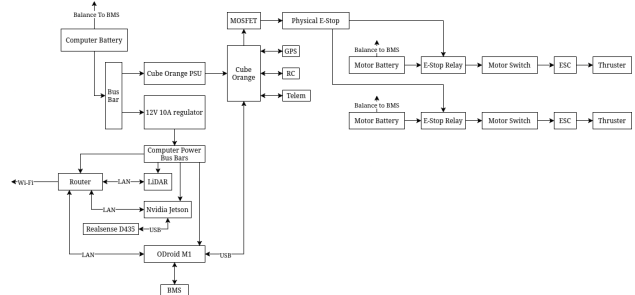 Balance To BMS
MOSFET
Physical E-Stop
Computer Battery
GPS
Balance to BMS
Bus
Bar
Cube Orange PSU
Cube
Orange
RC
Motor Battery
E-Stop Relay
Motor Switch
ESC
Thruster
Telem
Balance to BMS
12V 10A regulator
Motor Battery
E-Stop Relay
Motor Switch
ESC
Thruster
Computer Power
Bus Bars
Wi-Fi
Router
LAN
LiDAR
LAN
Nvidia Jetson
Realsense D435
USB
LAN
ODroid M1
USB
BMS